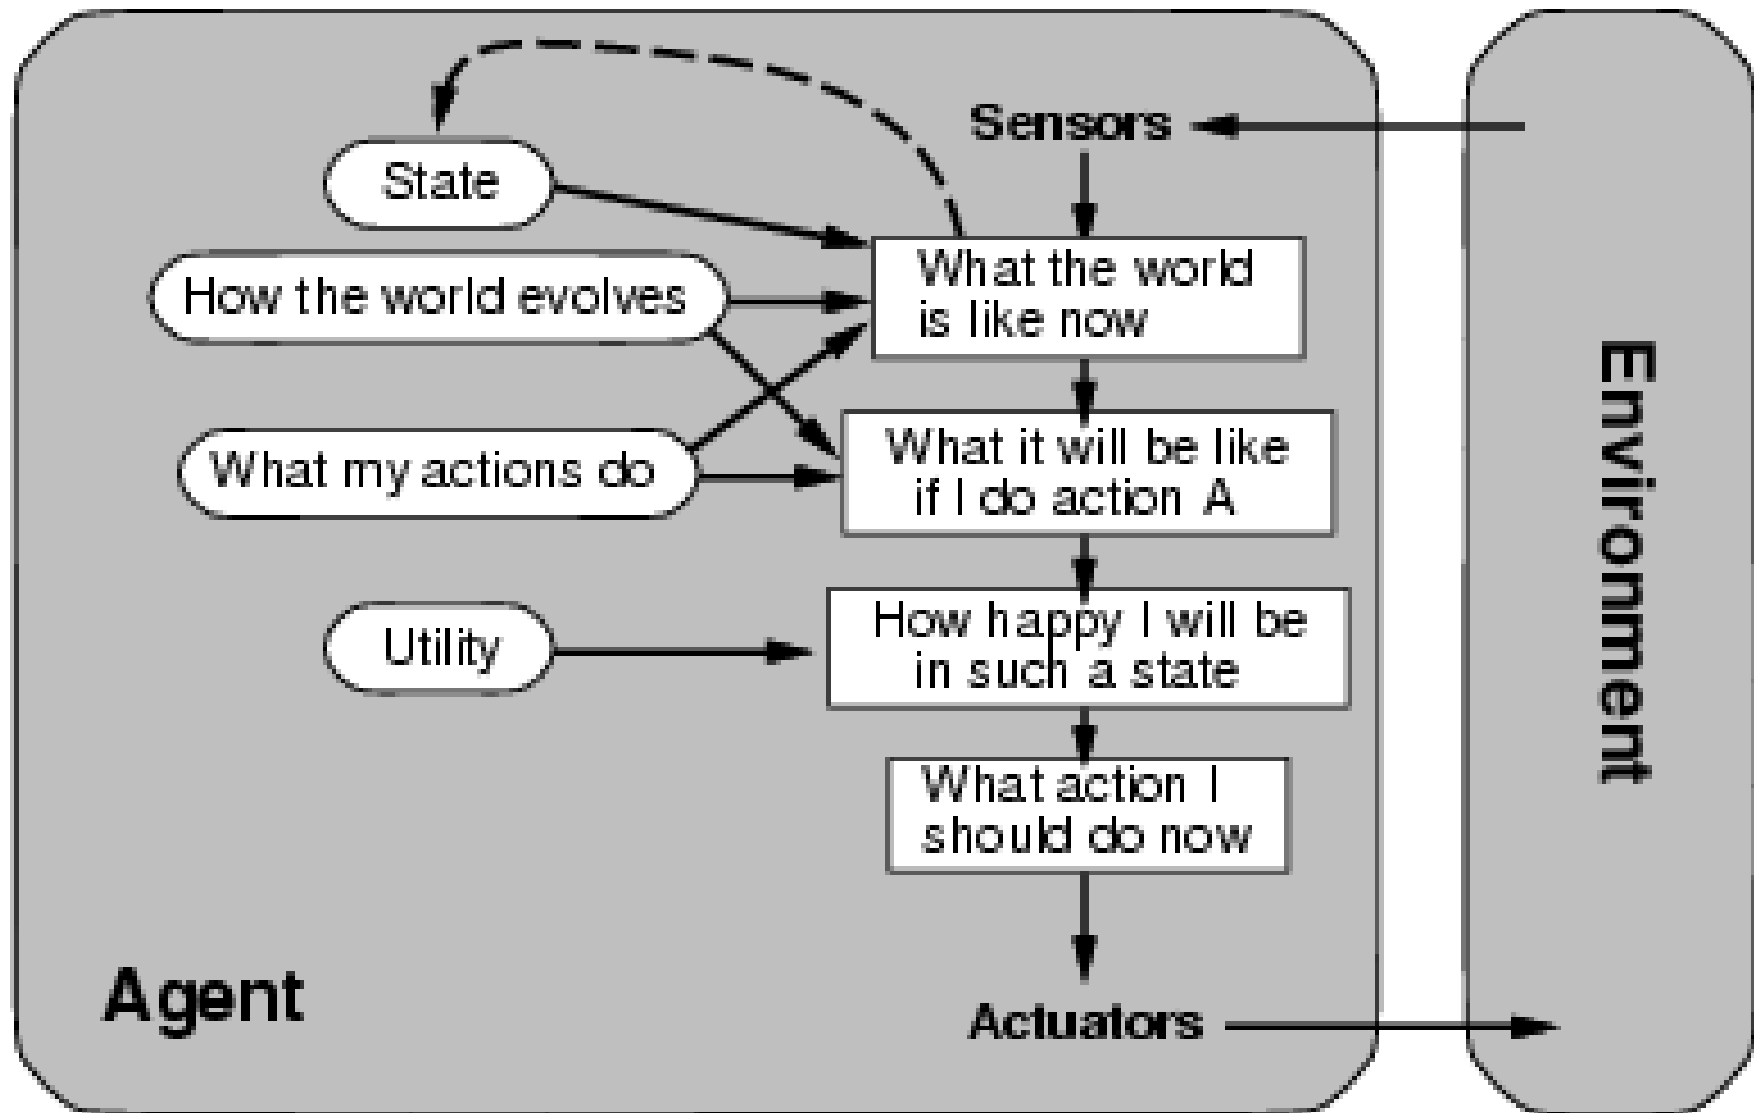 Sensors
State
What the world
is like now
How the world evolves
What it will be like
if I do action A
What my actions do
How happy I will be
in such a state
Utility
What action I
should do now
Agent
Actuators
Environment